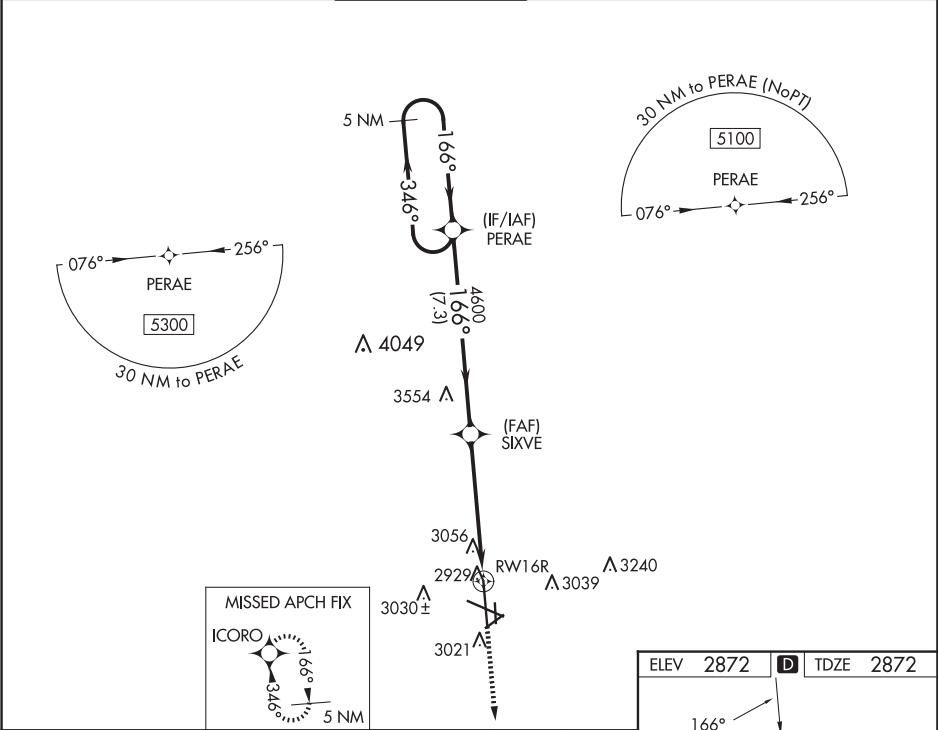 30 NM to PERAE (NoPT)
5100
PERAE
076°
256°
5 NM
166°
346°
(IF/IAF)
PERAE
076°
256°
PERAE
5300
30 NM to PERAE
4600
166°
(7.3)
4049
3554
(FAF)
SIXVE
3056
2929
RW16R
3240
3039
3030±
3021
MISSED APCH FIX
ICORO
166°
346°
5 NM
ELEV 2872 D TDZE 2872
166°